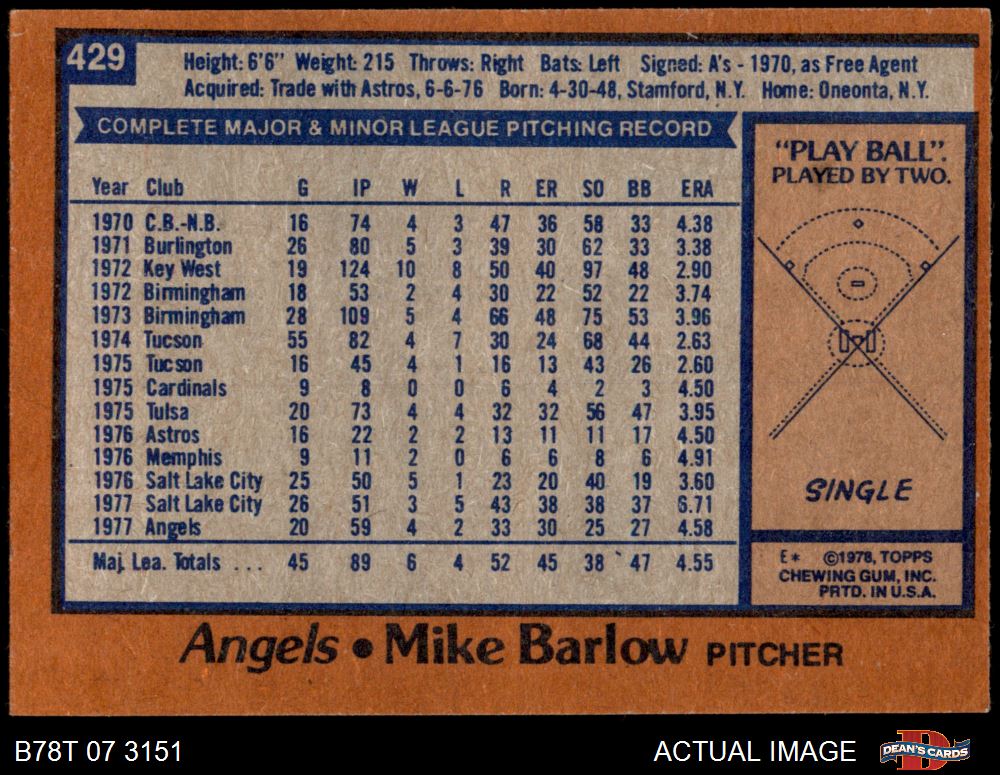 429
Height: 6'6" Weight: 215 Throws: Right Bats: Left Signed: A's - 1970, as Free Agent
Acquired: Trade with Astros, 6-6-76 Born: 4-30-48, Stamford, N.Y. Home: Oneonta, N.Y.
COMPLETE MAJOR & MINOR LEAGUE PITCHING RECORD
Year Club G IP W L R ER SO BB ERA
1970 C.B.-N.B. 16 74 4 3 47 36 58 33 4.38
1971 Burlington 26 80 5 3 39 30 62 33 3.38
1972 Key West 19 124 10 8 50 40 97 48 2.90
1972 Birmingham 18 53 2 4 30 22 52 22 3.74
1973 Birmingham 28 109 5 4 66 48 75 53 3.96
1974 Tucson 55 82 4 7 30 24 68 44 2.63
1975 Tucson 16 45 4 1 16 13 43 26 2.60
1975 Cardinals 9 8 0 0 6 4 2 3 4.50
1975 Tulsa 20 73 4 4 32 32 56 47 3.95
1976 Astros 16 22 2 2 13 11 11 17 4.50
1976 Memphis 9 11 2 0 6 6 8 6 4.91
1976 Salt Lake City 25 50 5 1 23 20 40 19 3.60
1977 Salt Lake City 26 51 3 5 43 38 38 37 6.71
1977 Angels 20 59 4 2 33 30 25 27 4.58
Maj. Lea. Totals ... 45 89 6 4 52 45 38 47 4.55
"PLAY BALL".
PLAYED BY TWO.
SINGLE
E* ©1978, TOPPS
CHEWING GUM, INC.
PRTD. IN U.S.A.
Angels • Mike Barlow PITCHER
B78T 07 3151 ACTUAL IMAGE DEAN'S CARDS